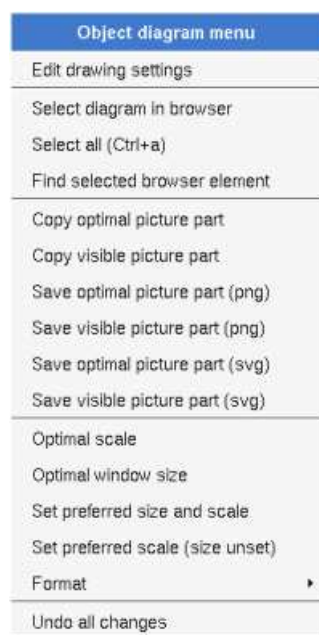 Object diagram menu
Edit drawing settings
Select diagram in browser
Select all (Ctrl+a)
Find selected browser element
Copy optimal picture part
Copy visible picture part
Save optimal picture part (png)
Save visible picture part (png)
Save optimal picture part (svg)
Save visible picture part (svg)
Optimal scale
Optimal window size
Set preferred size and scale
Set preferred scale (size unset)
Format
Undo all changes